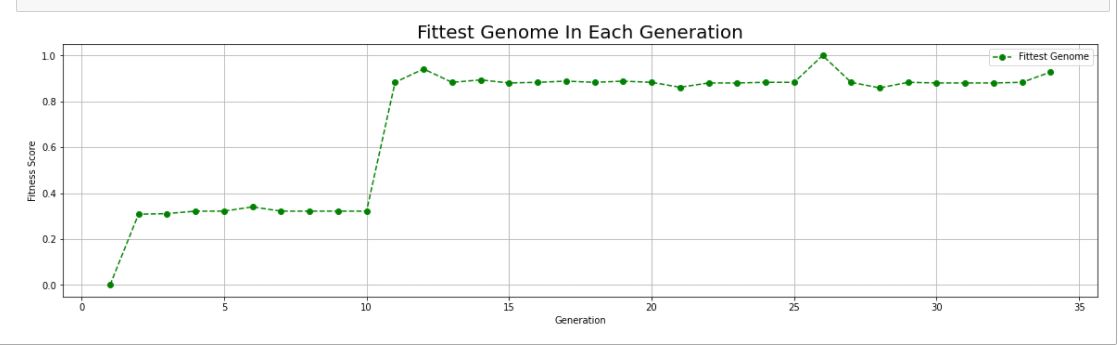 Fittest Genome In Each Generation
Fittest Genome
1.0
0.8
0.6
0.4
0.2
0.0
Fitness Score
0 5 10 15 20 25 30 35
Generation